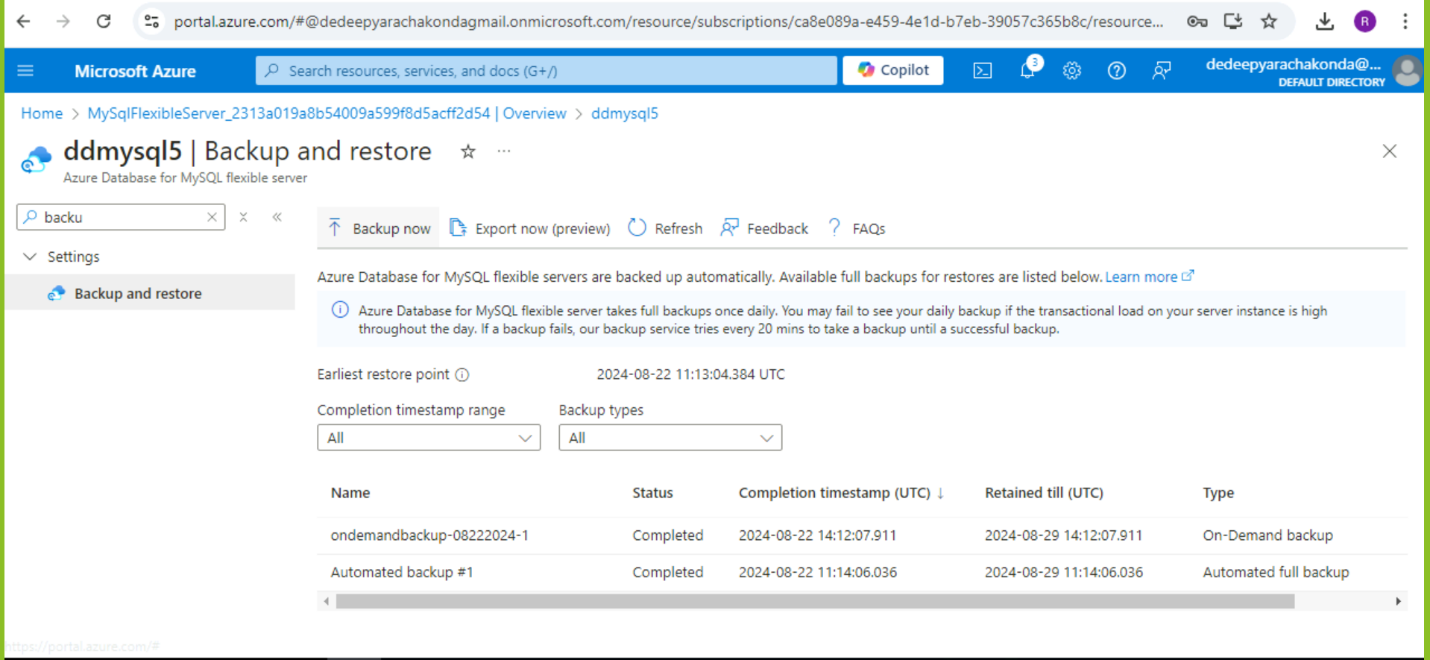 portal.azure.com/#@dedeepyarachakondagmail.onmicrosoft.com/resource/subscriptions/ca8e089a-e459-4e1d-b7eb-39057c365b8c/resource...
R
Microsoft Azure
Search resources, services, and docs (G+/)
Copilot
3
dedeepyarachakonda@...
DEFAULT DIRECTORY
Home > MySqlFlexibleServer_2313a019a8b54009a599f8d5acff2d54 | Overview > ddmysql5
ddmysql5 | Backup and restore
Azure Database for MySQL flexible server
backu
Settings
Backup and restore
Backup now Export now (preview) Refresh Feedback FAQs
Azure Database for MySQL flexible servers are backed up automatically. Available full backups for restores are listed below. Learn more
Azure Database for MySQL flexible server takes full backups once daily. You may fail to see your daily backup if the transactional load on your server instance is high
throughout the day. If a backup fails, our backup service tries every 20 mins to take a backup until a successful backup.
Earliest restore point 2024-08-22 11:13:04.384 UTC
Completion timestamp range Backup types
All All
Name Status Completion timestamp (UTC) ↓ Retained till (UTC) Type
ondemandbackup-08222024-1 Completed 2024-08-22 14:12:07.911 2024-08-29 14:12:07.911 On-Demand backup
Automated backup #1 Completed 2024-08-22 11:14:06.036 2024-08-29 11:14:06.036 Automated full backup
https://portal.azure.com/#